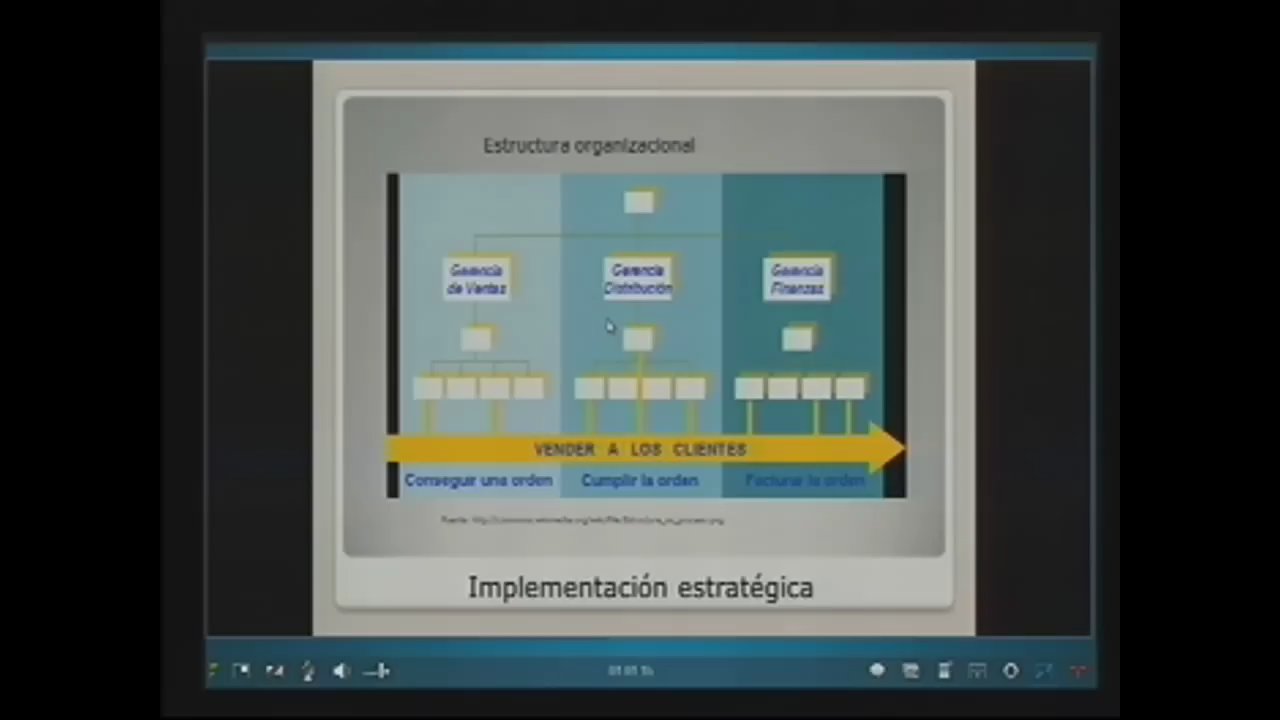 Estructura organizacional
Gerencia
de Ventas
Gerencia
Distribución
Gerencia
Finanzas
VENDER A LOS CLIENTES
Conseguir una orden
Cumplir la orden
Facturar la orden
Implementación estratégica